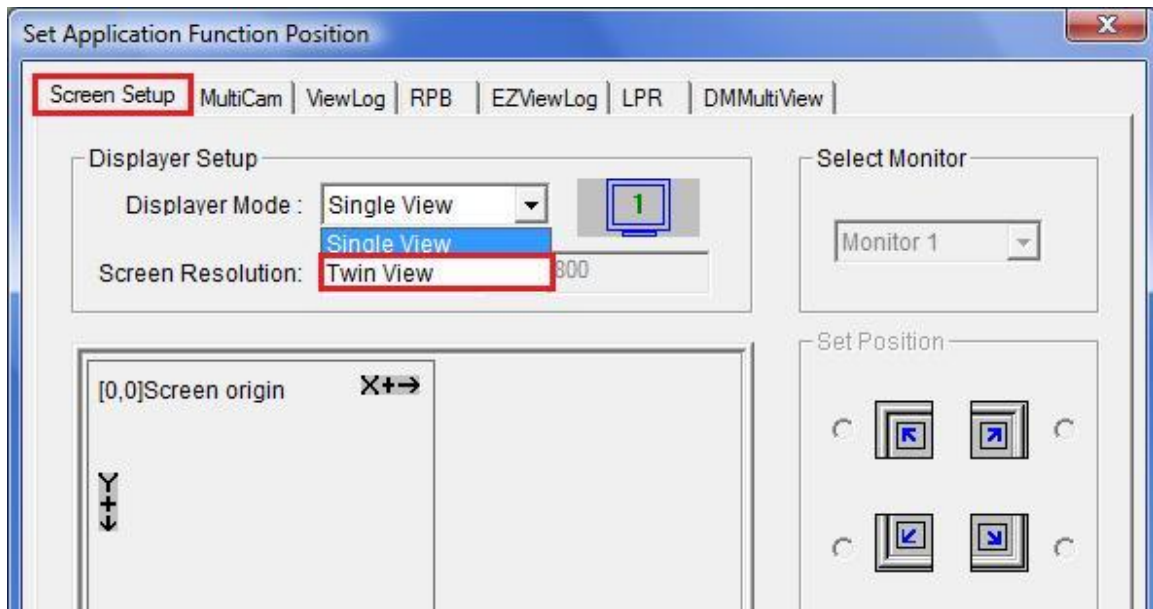 Set Application Function Position
X
Screen Setup MultiCam ViewLog RPB EZViewLog LPR DMMultiView
Displayer Setup
Select Monitor
Displayer Mode : Single View
1
Single View
Monitor 1
Screen Resolution: Twin View 800
Set Position
[0,0]Screen origin X+→
Y+↓